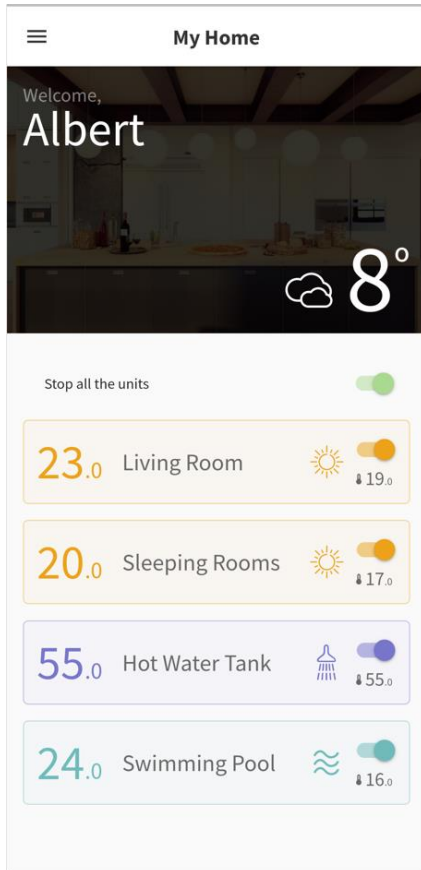 My Home
Welcome,
Albert
8°
Stop all the units
23.0 Living Room 19.0
20.0 Sleeping Rooms 17.0
55.0 Hot Water Tank 55.0
24.0 Swimming Pool 16.0